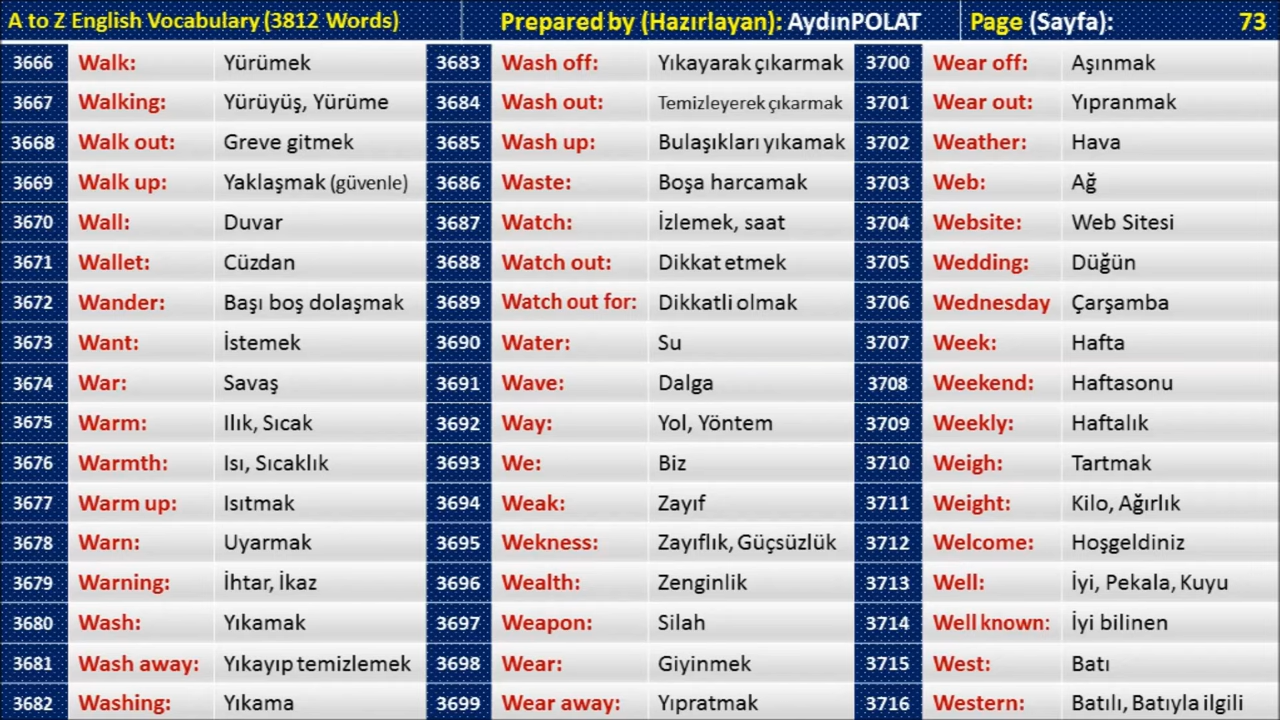 A to Z English Vocabulary (3812 Words) Prepared by (Hazırlayan): AydınPOLAT Page (Sayfa): 73
3666 Walk: Yürümek
3667 Walking: Yürüyüş, Yürüme
3668 Walk out: Greve gitmek
3669 Walk up: Yaklaşmak (güvenle)
3670 Wall: Duvar
3671 Wallet: Cüzdan
3672 Wander: Başı boş dolaşmak
3673 Want: İstemek
3674 War: Savaş
3675 Warm: Ilık, Sıcak
3676 Warmth: Isı, Sıcaklık
3677 Warm up: Isıtmak
3678 Warn: Uyarmak
3679 Warning: İhtar, İkaz
3680 Wash: Yıkamak
3681 Wash away: Yıkayıp temizlemek
3682 Washing: Yıkama
3683 Wash off: Yıkayarak çıkarmak
3684 Wash out: Temizleyerek çıkarmak
3685 Wash up: Bulaşıkları yıkamak
3686 Waste: Boşa harcamak
3687 Watch: İzlemek, saat
3688 Watch out: Dikkat etmek
3689 Watch out for: Dikkatli olmak
3690 Water: Su
3691 Wave: Dalga
3692 Way: Yol, Yöntem
3693 We: Biz
3694 Weak: Zayıf
3695 Wekness: Zayıflık, Güçsüzlük
3696 Wealth: Zenginlik
3697 Weapon: Silah
3698 Wear: Giyinmek
3699 Wear away: Yıpratmak
3700 Wear off: Aşınmak
3701 Wear out: Yıpranmak
3702 Weather: Hava
3703 Web: Ağ
3704 Website: Web Sitesi
3705 Wedding: Düğün
3706 Wednesday Çarşamba
3707 Week: Hafta
3708 Weekend: Haftasonu
3709 Weekly: Haftalık
3710 Weigh: Tartmak
3711 Weight: Kilo, Ağırlık
3712 Welcome: Hoşgeldiniz
3713 Well: İyi, Pekala, Kuyu
3714 Well known: İyi bilinen
3715 West: Batı
3716 Western: Batılı, Batıyla ilgili